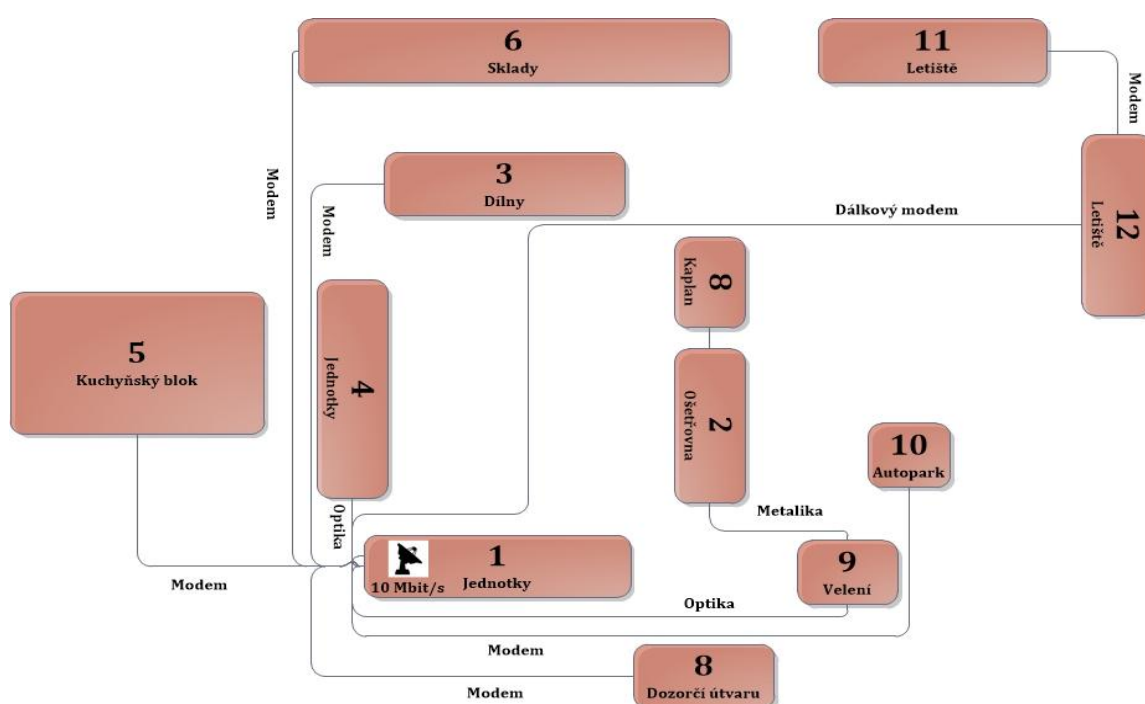 6
Sklady
11
Letiště
Modem
Modem
3
Dílny
Modem
Dálkový modem
12
Letiště
8
Kaplan
5
Kuchyňský blok
4
Jednotky
2
Ošetřovna
10
Autopark
Optika
Metalika
1
Jednotky
10 Mbit/s
9
Velení
Modem
Optika
Modem
8
Dozorčí útvaru
Modem